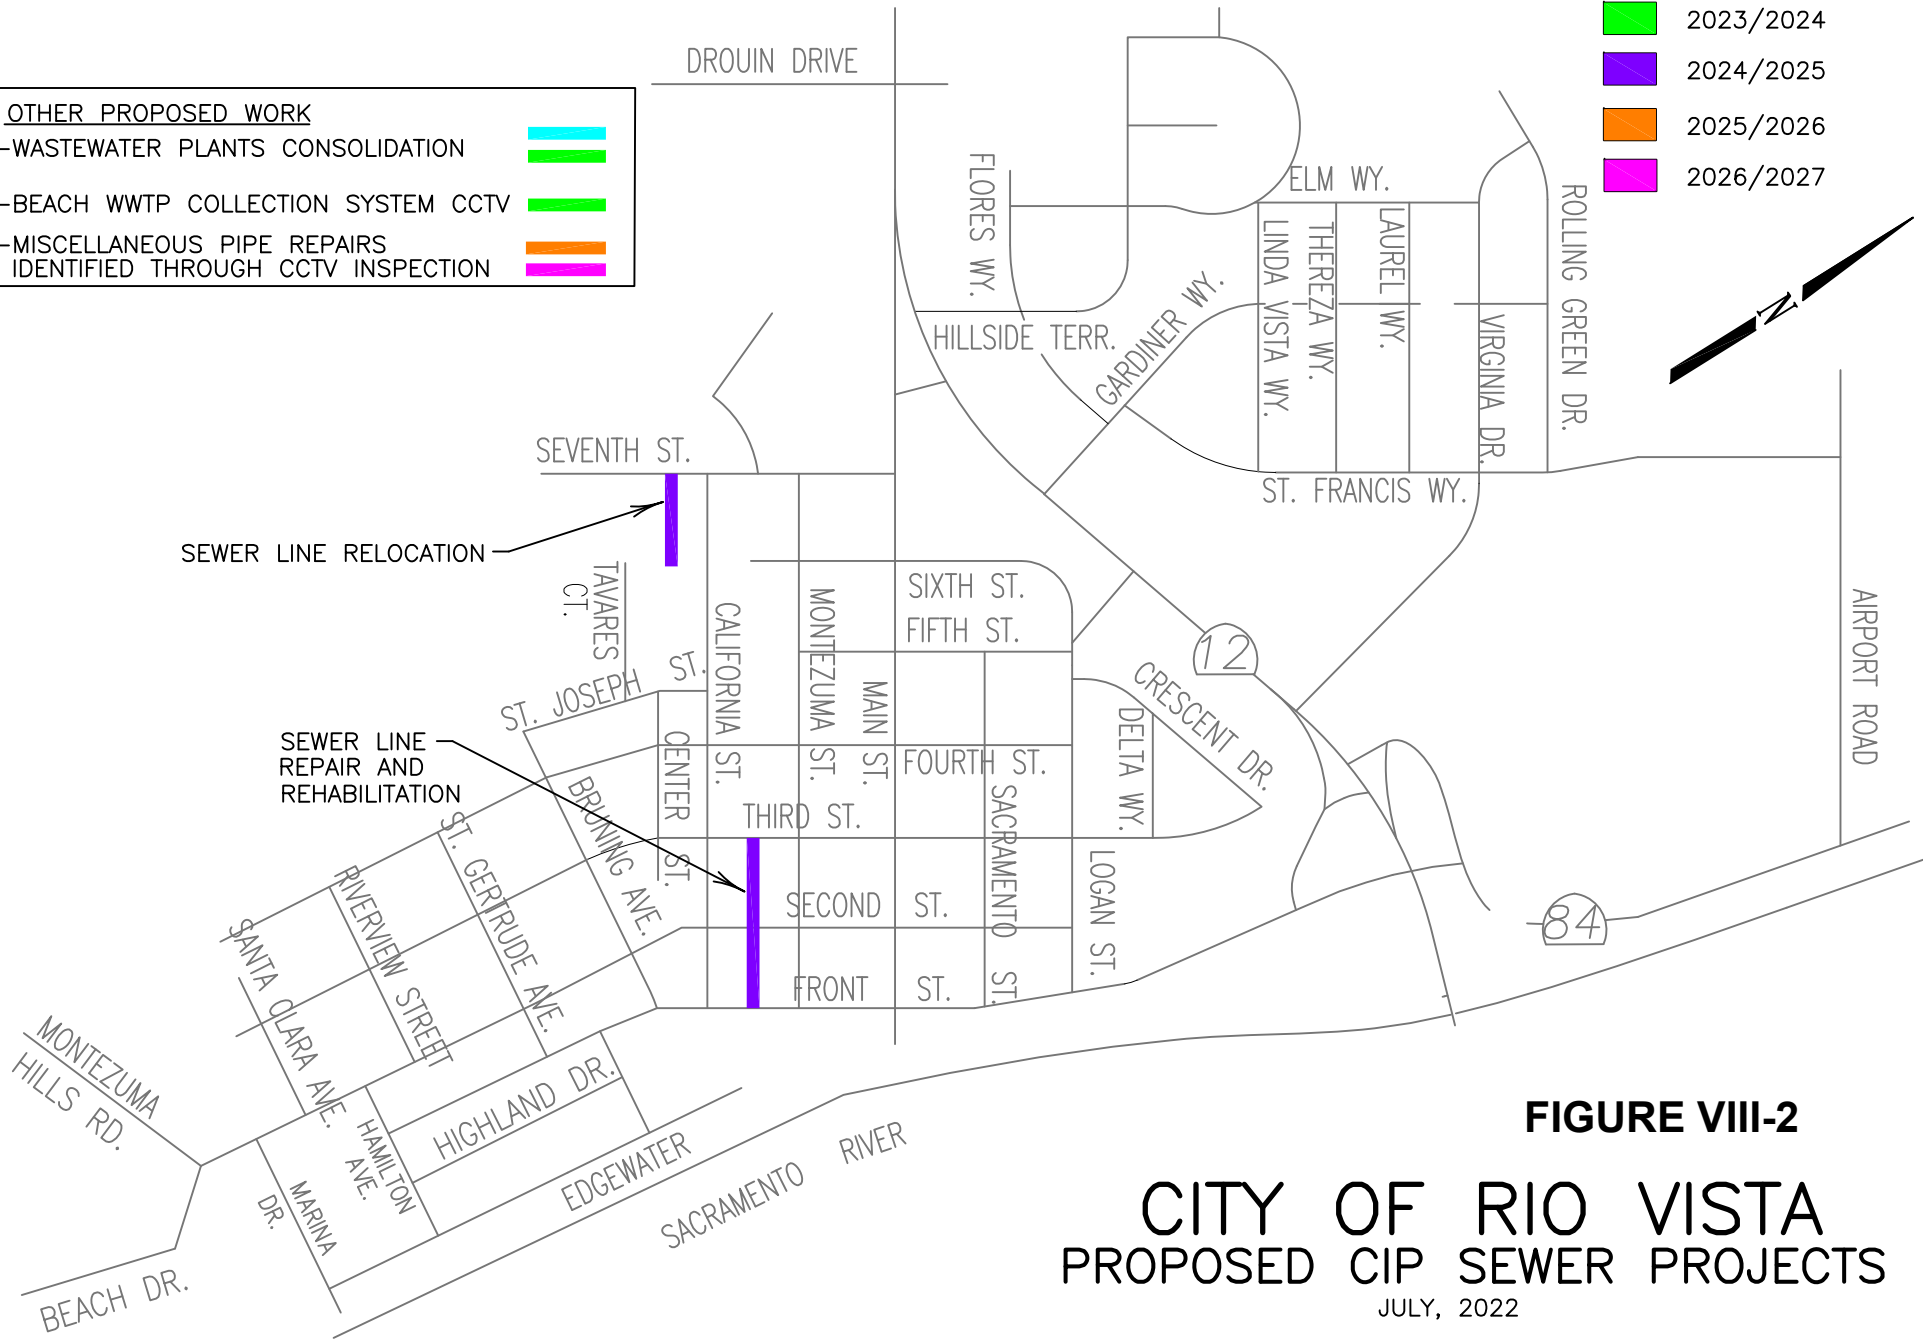 2023/2024
2024/2025
2025/2026
2026/2027
DROUIN DRIVE
OTHER PROPOSED WORK
-WASTEWATER PLANTS CONSOLIDATION
-BEACH WWTP COLLECTION SYSTEM CCTV
-MISCELLANEOUS PIPE REPAIRS
IDENTIFIED THROUGH CCTV INSPECTION
FLORES WY.
ELM WY.
LINDA VISTA WY.
THEREZA WY.
LAUREL WY.
VIRGINIA DR.
ROLLING GREEN DR.
N
HILLSIDE TERR.
GARDINER WY.
SEVENTH ST.
ST. FRANCIS WY.
SEWER LINE RELOCATION
TAVARES
CT.
CALIFORNIA ST.
MONTEZUMA ST.
MAIN ST.
SIXTH ST.
FIFTH ST.
12
AIRPORT ROAD
ST. JOSEPH ST.
CRESCENT DR.
DELTA WY.
SEWER LINE
REPAIR AND
REHABILITATION
CENTER ST.
FOURTH ST.
BRUNING AVE.
THIRD ST.
SACRAMENTO ST.
LOGAN ST.
ST. GERTRUDE AVE.
RIVERVIEW STREET
SANTA CLARA AVE.
SECOND ST.
84
FRONT ST.
MONTEZUMA
HILLS RD.
HIGHLAND DR.
HAMILTON
AVE.
MARINA
DR.
EDGEWATER
SACRAMENTO RIVER
BEACH DR.
FIGURE VIII-2
CITY OF RIO VISTA
PROPOSED CIP SEWER PROJECTS
JULY, 2022